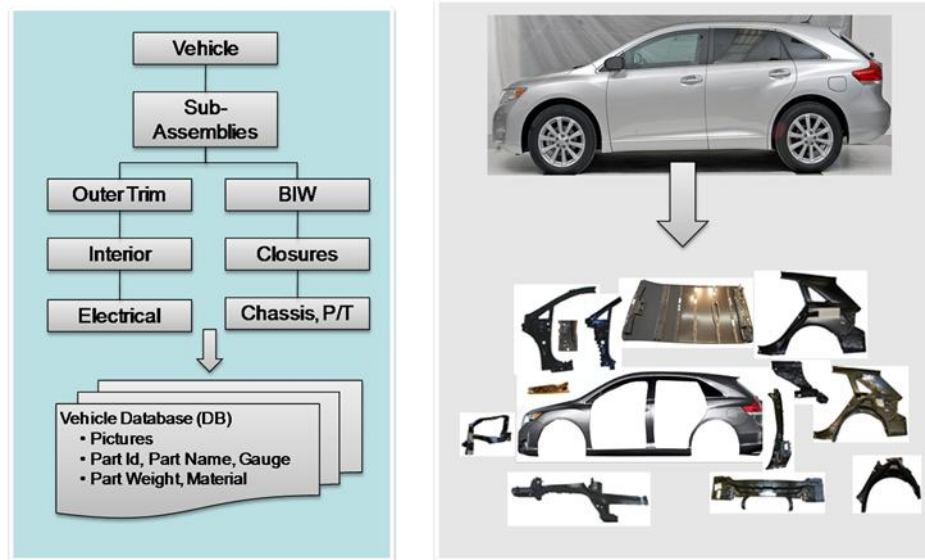 Vehicle
Sub-
Assemblies
Outer Trim
BIW
Interior
Closures
Electrical
Chassis, P/T
Vehicle Database (DB)
• Pictures
• Part Id, Part Name, Gauge
• Part Weight, Material